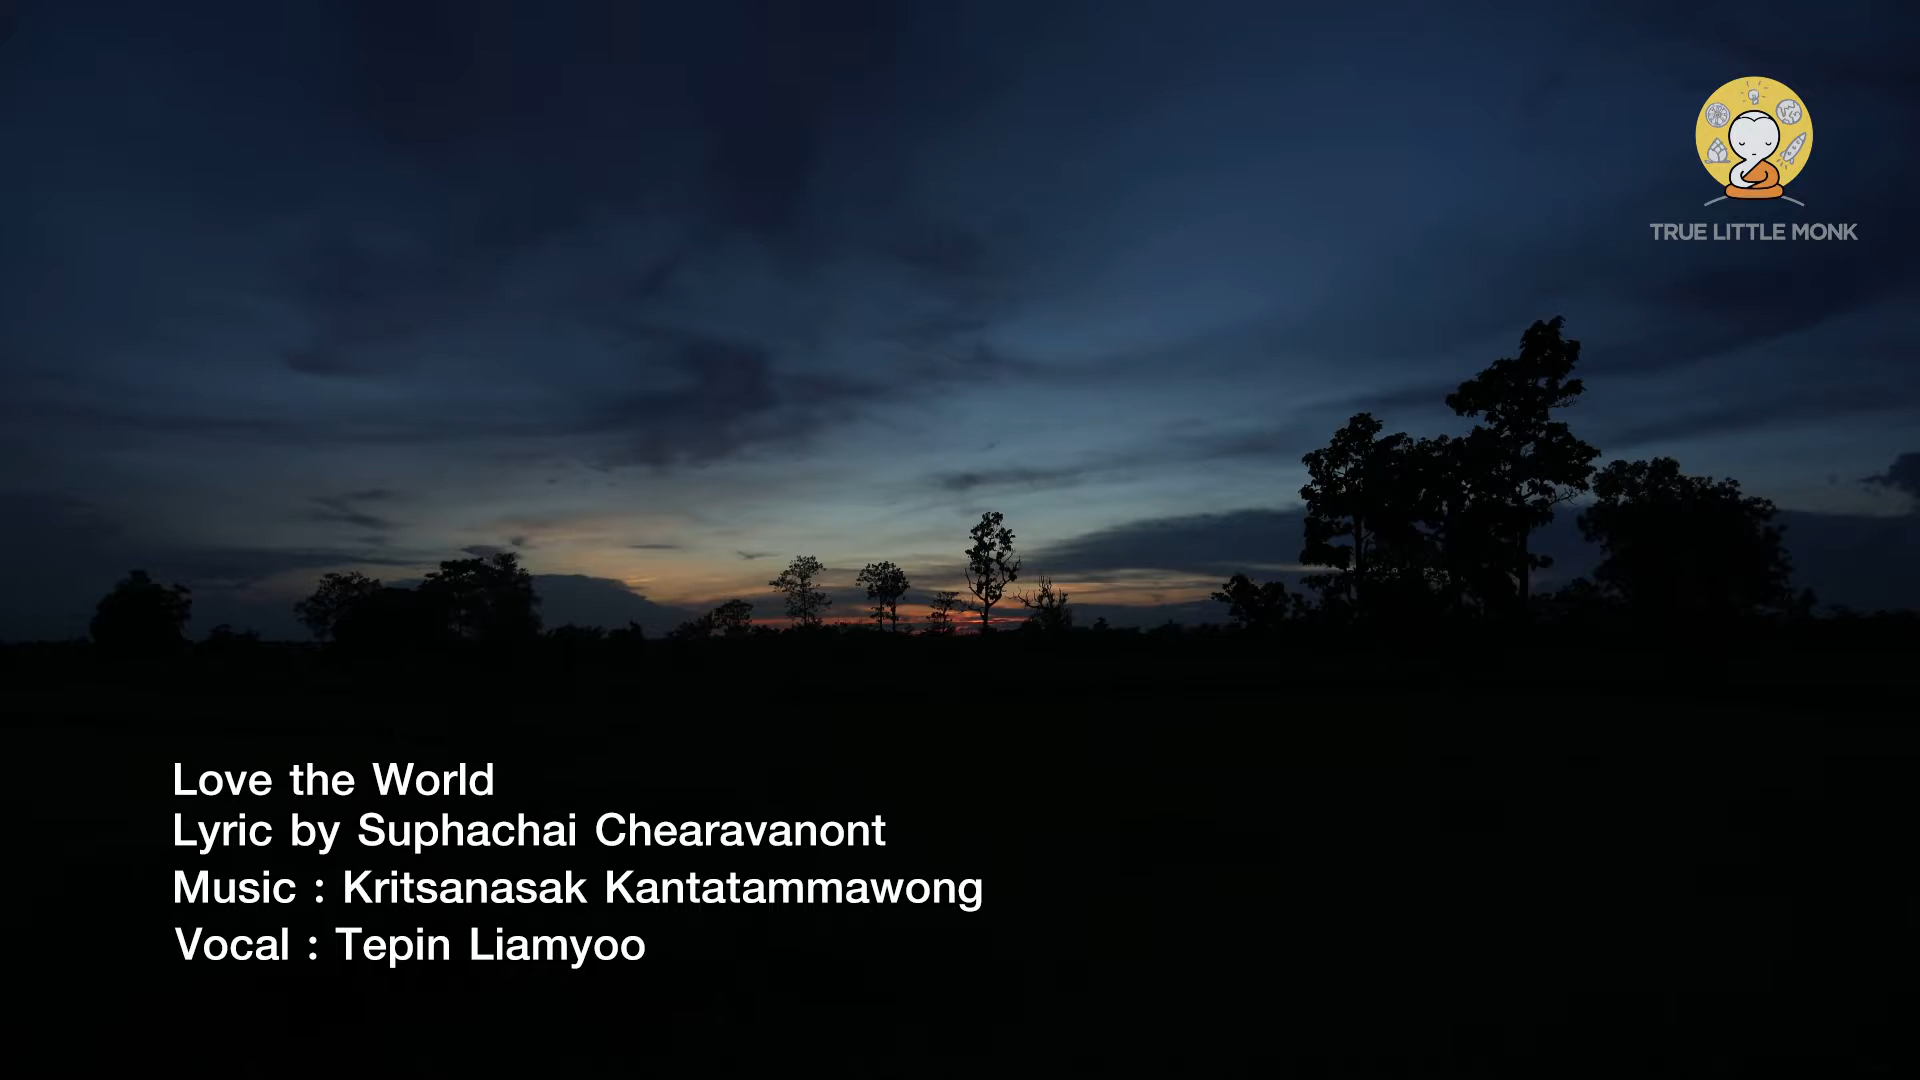 TRUE LITTLE MONK
Love the World
Lyric by Suphachai Chearavanont
Music : Kritsanasak Kantatammawong
Vocal : Tepin Liamyoo